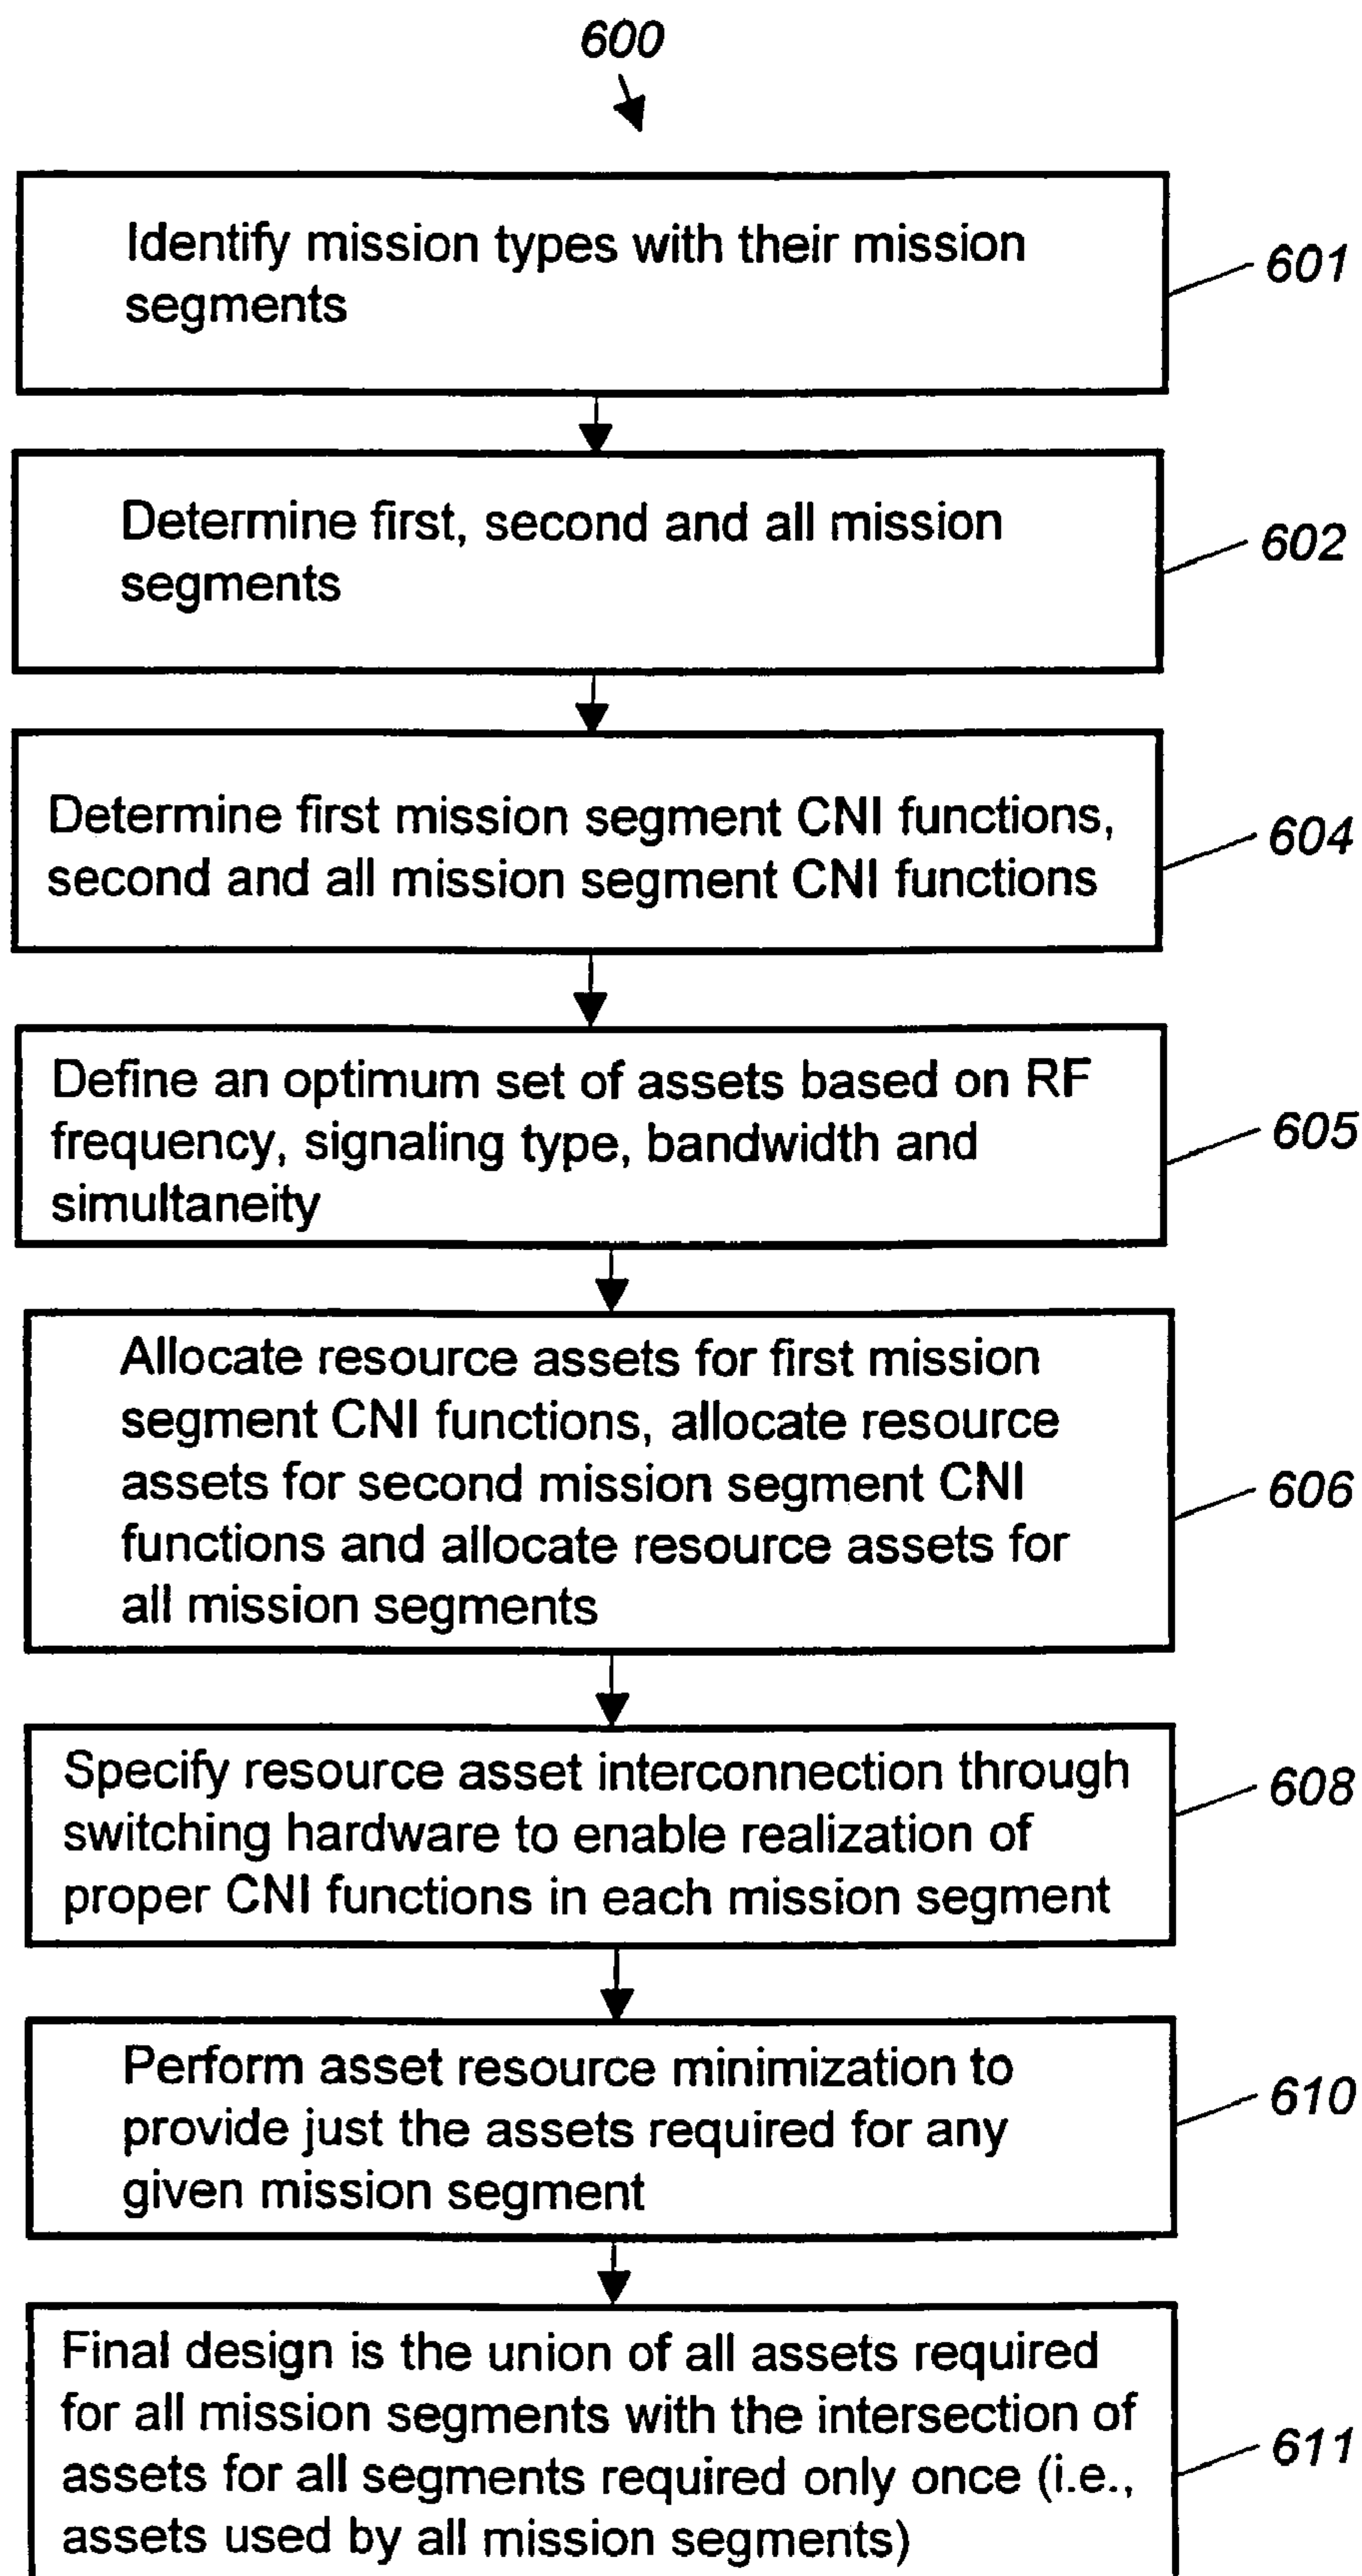 600
Identify mission types with their mission
segments
601
Determine first, second and all mission
segments
602
Determine first mission segment CNI functions,
second and all mission segment CNI functions
604
Define an optimum set of assets based on RF
frequency, signaling type, bandwidth and
simultaneity
605
Allocate resource assets for first mission
segment CNI functions, allocate resource
assets for second mission segment CNI
functions and allocate resource assets for
all mission segments
606
Specify resource asset interconnection through
switching hardware to enable realization of
proper CNI functions in each mission segment
608
Perform asset resource minimization to
provide just the assets required for any
given mission segment
610
Final design is the union of all assets required
for all mission segments with the intersection of
assets for all segments required only once (i.e.,
assets used by all mission segments)
611